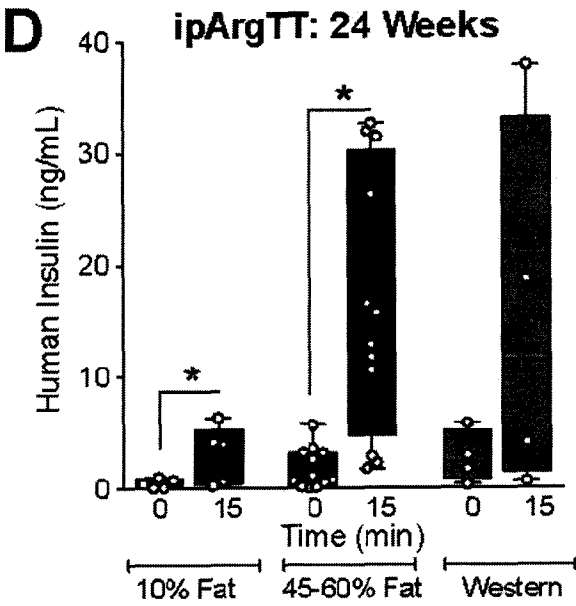 D
ipArgTT: 24 Weeks
Human Insulin (ng/mL)
40
30
20
10
0
*
*
0 15 0 15 0 15
Time (min)
10% Fat 45-60% Fat Western